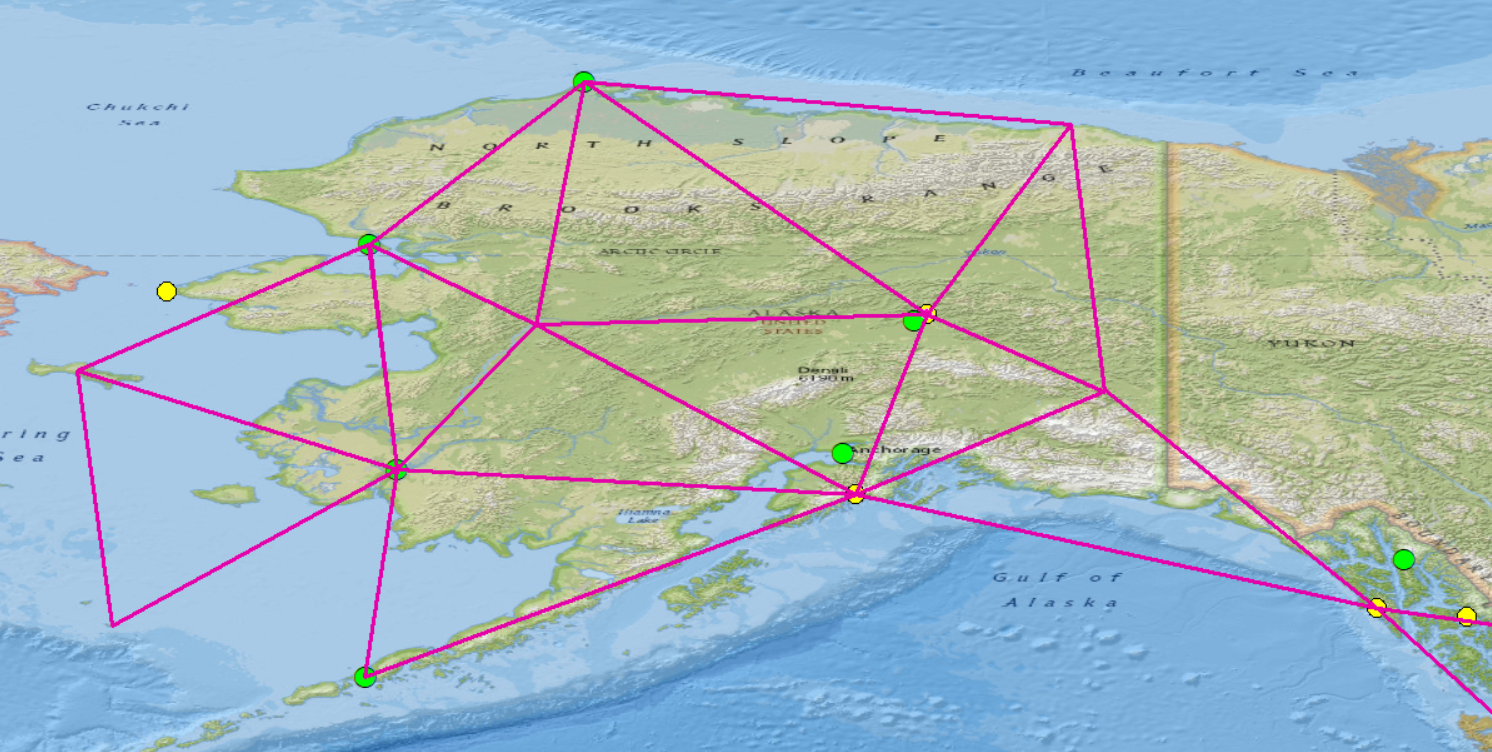 Beaufort Sea
Chukchi
Sea
NORTH SLOPE
BROOKS RANGE
ARCTIC CIRCLE
Yukon
ALASKA
UNITED
STATES
YUKON
Denali
6190 m
ring
Sea
Anchorage
Iliamna
Lake
Gulf of
Alaska